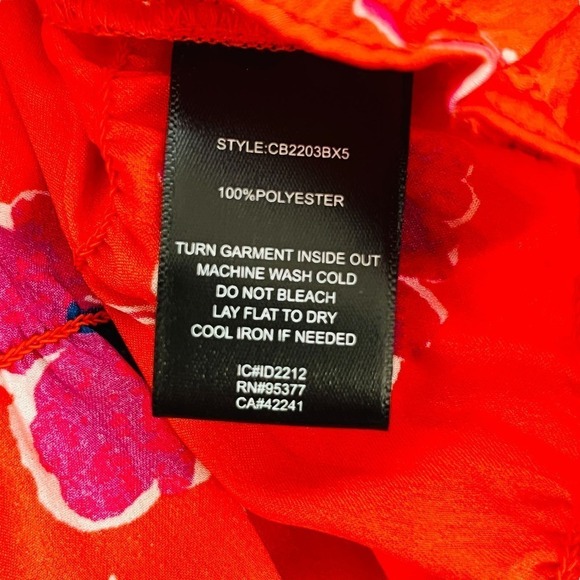 STYLE:CB2203BX5
100%POLYESTER
TURN GARMENT INSIDE OUT
MACHINE WASH COLD
DO NOT BLEACH
LAY FLAT TO DRY
COOL IRON IF NEEDED
IC#ID2212
RN#95377
CA#42241